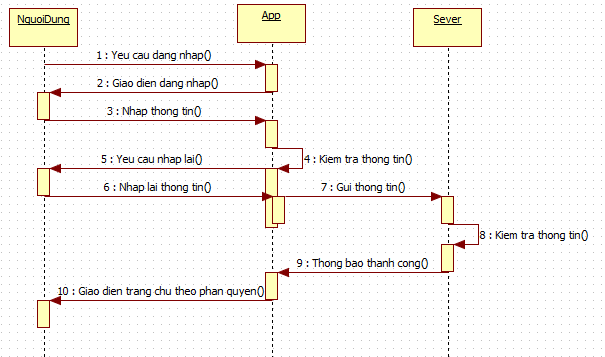 NguoiDung
App
Sever
1 : Yeu cau dang nhap()
2 : Giao dien dang nhap()
3 : Nhap thong tin()
4 : Kiem tra thong tin()
5 : Yeu cau nhap lai()
6 : Nhap lai thong tin()
7 : Gui thong tin()
8 : Kiem tra thong tin()
9 : Thong bao thanh cong()
10 : Giao dien trang chu theo phan quyen()